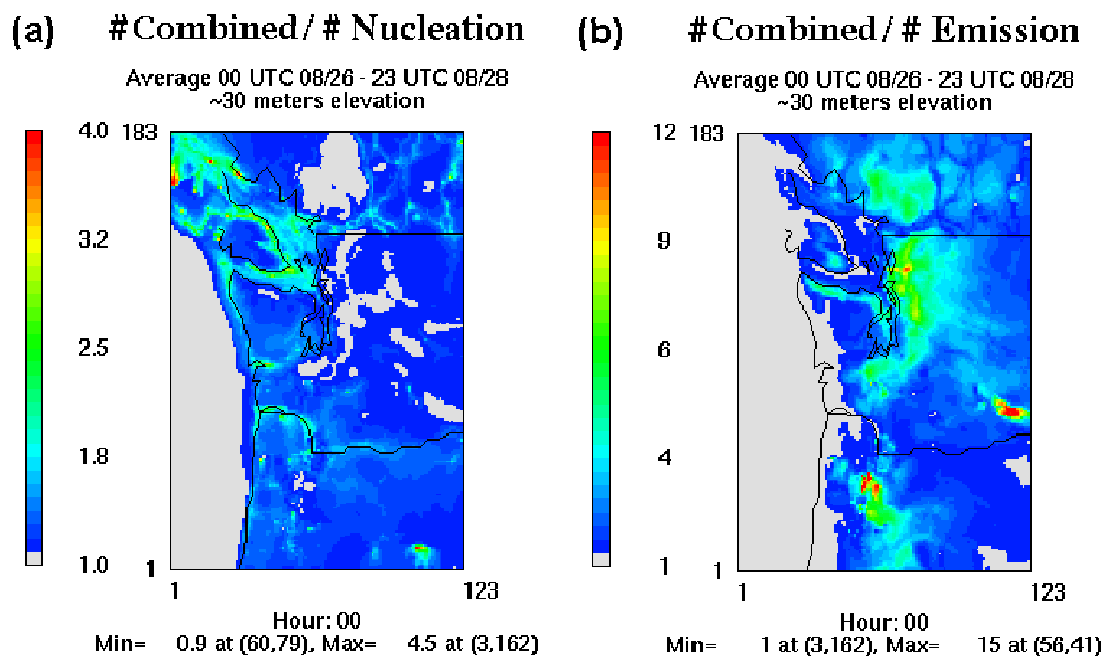 (a) #Combined / # Nucleation
Average 00 UTC 08/26 - 23 UTC 08/28
~30 meters elevation
4.0
3.2
2.5
1.8
1.0
183
1
1
123
Hour: 00
Min= 0.9 at (60,79), Max= 4.5 at (3,162)
(b) #Combined / # Emission
Average 00 UTC 08/26 - 23 UTC 08/28
~30 meters elevation
12
9
6
4
1
183
1
1
123
Hour: 00
Min= 1 at (3,162), Max= 15 at (56,41)